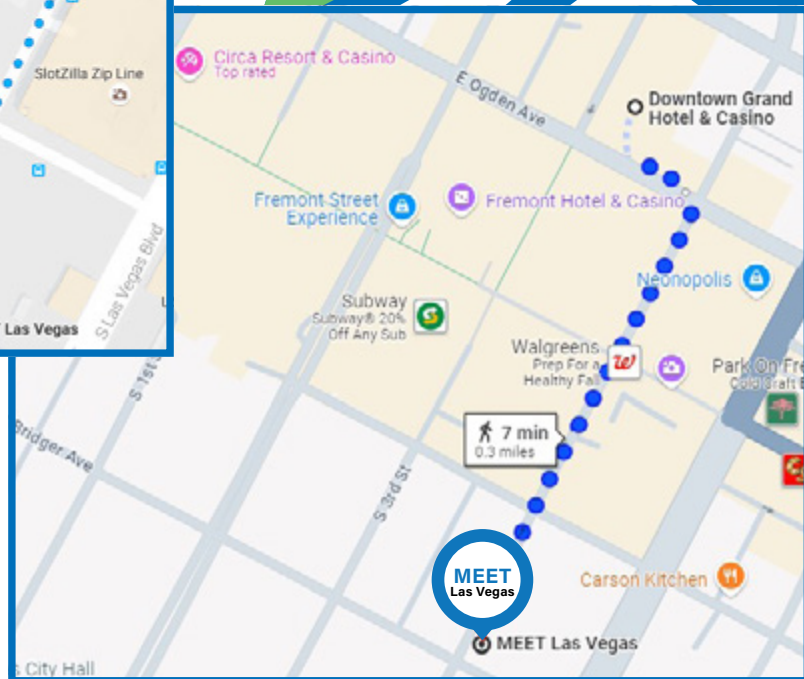 SlotZilla Zip Line
S Las Vegas Blvd
Las Vegas
Circa Resort & Casino
Top rated
E Ogden Ave
Downtown Grand
Hotel & Casino
Fremont Street
Experience
Fremont Hotel & Casino
Neonopolis
Subway
Subway® 20%
Off Any Sub
Walgreens
Prep For a
Healthy Fall
W
Park On Fre
Cold Craft B
S 1st S
Bridger Ave
7 min
0.3 miles
S 3rd St
MEET
Las Vegas
Carson Kitchen
MEET Las Vegas
City Hall